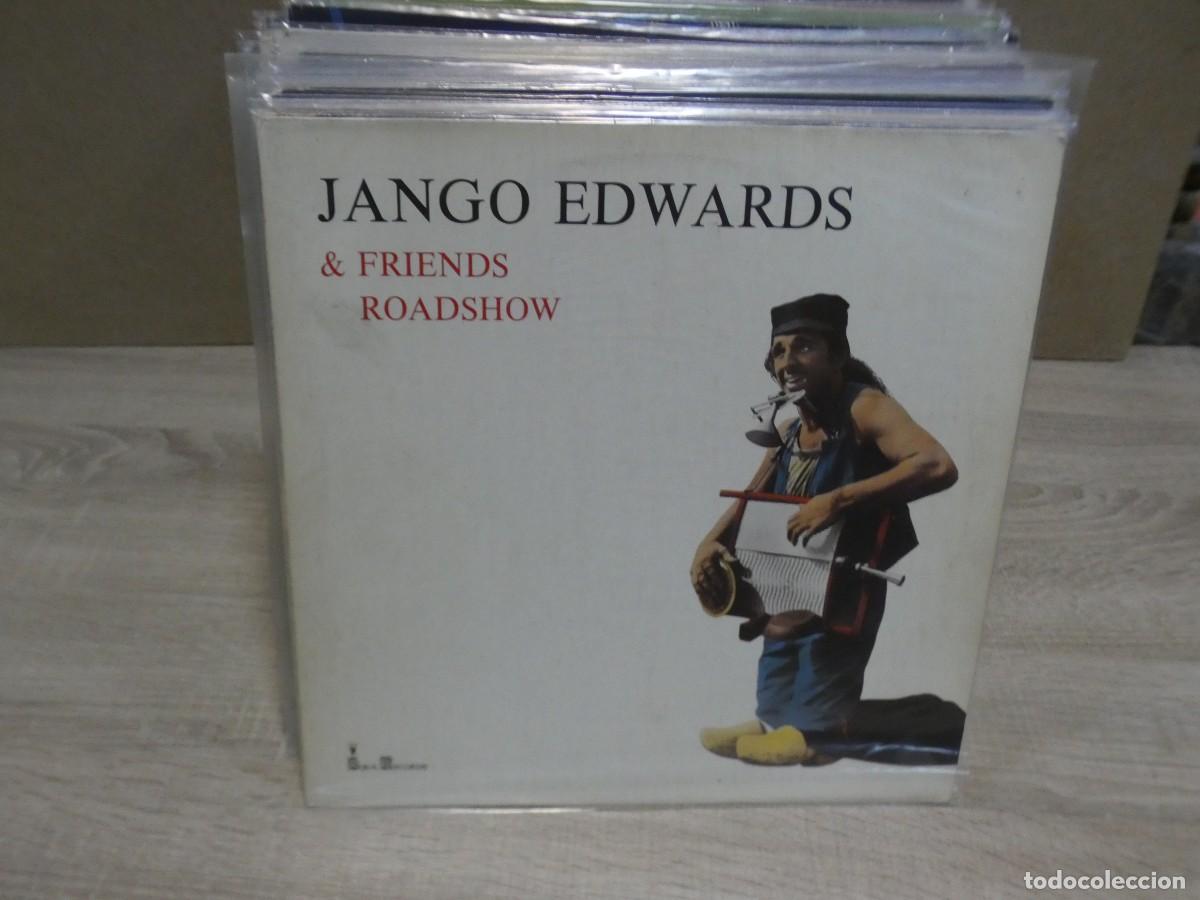 JANGO EDWARDS
& FRIENDS
ROADSHOW
todocoleccion